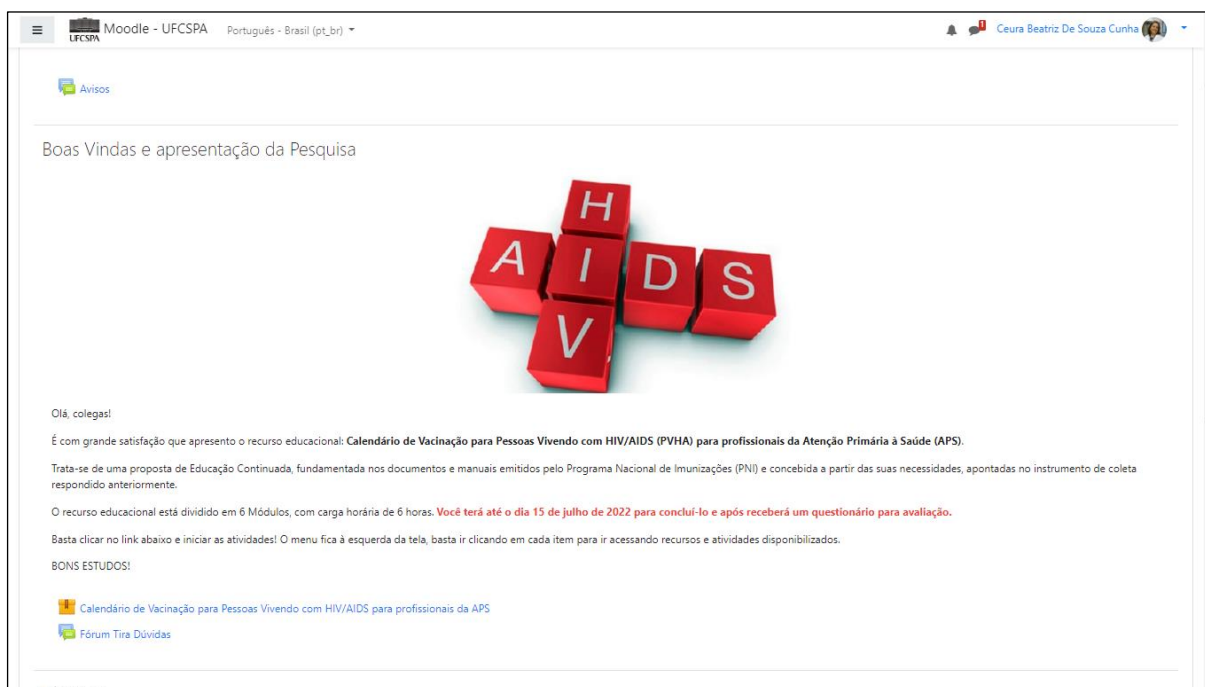 UFCSPA Moodle - UFCSPA Português - Brasil (pt_br) 1 Ceura Beatriz De Souza Cunha
Avisos
Boas Vindas e apresentação da Pesquisa
H
A I D S
V
Olá, colegas!
É com grande satisfação que apresento o recurso educacional: Calendário de Vacinação para Pessoas Vivendo com HIV/AIDS (PVHA) para profissionais da Atenção Primária à Saúde (APS).
Trata-se de uma proposta de Educação Continuada, fundamentada nos documentos e manuais emitidos pelo Programa Nacional de Imunizações (PNI) e concebida a partir das suas necessidades, apontadas no instrumento de coleta
respondido anteriormente.
O recurso educacional está dividido em 6 Módulos, com carga horária de 6 horas. Você terá até o dia 15 de julho de 2022 para concluí-lo e após receberá um questionário para avaliação.
Basta clicar no link abaixo e iniciar as atividades! O menu fica à esquerda da tela, basta ir clicando em cada item para ir acessando recursos e atividades disponibilizados.
BONS ESTUDOS!
Calendário de Vacinação para Pessoas Vivendo com HIV/AIDS para profissionais da APS
Fórum Tira Dúvidas